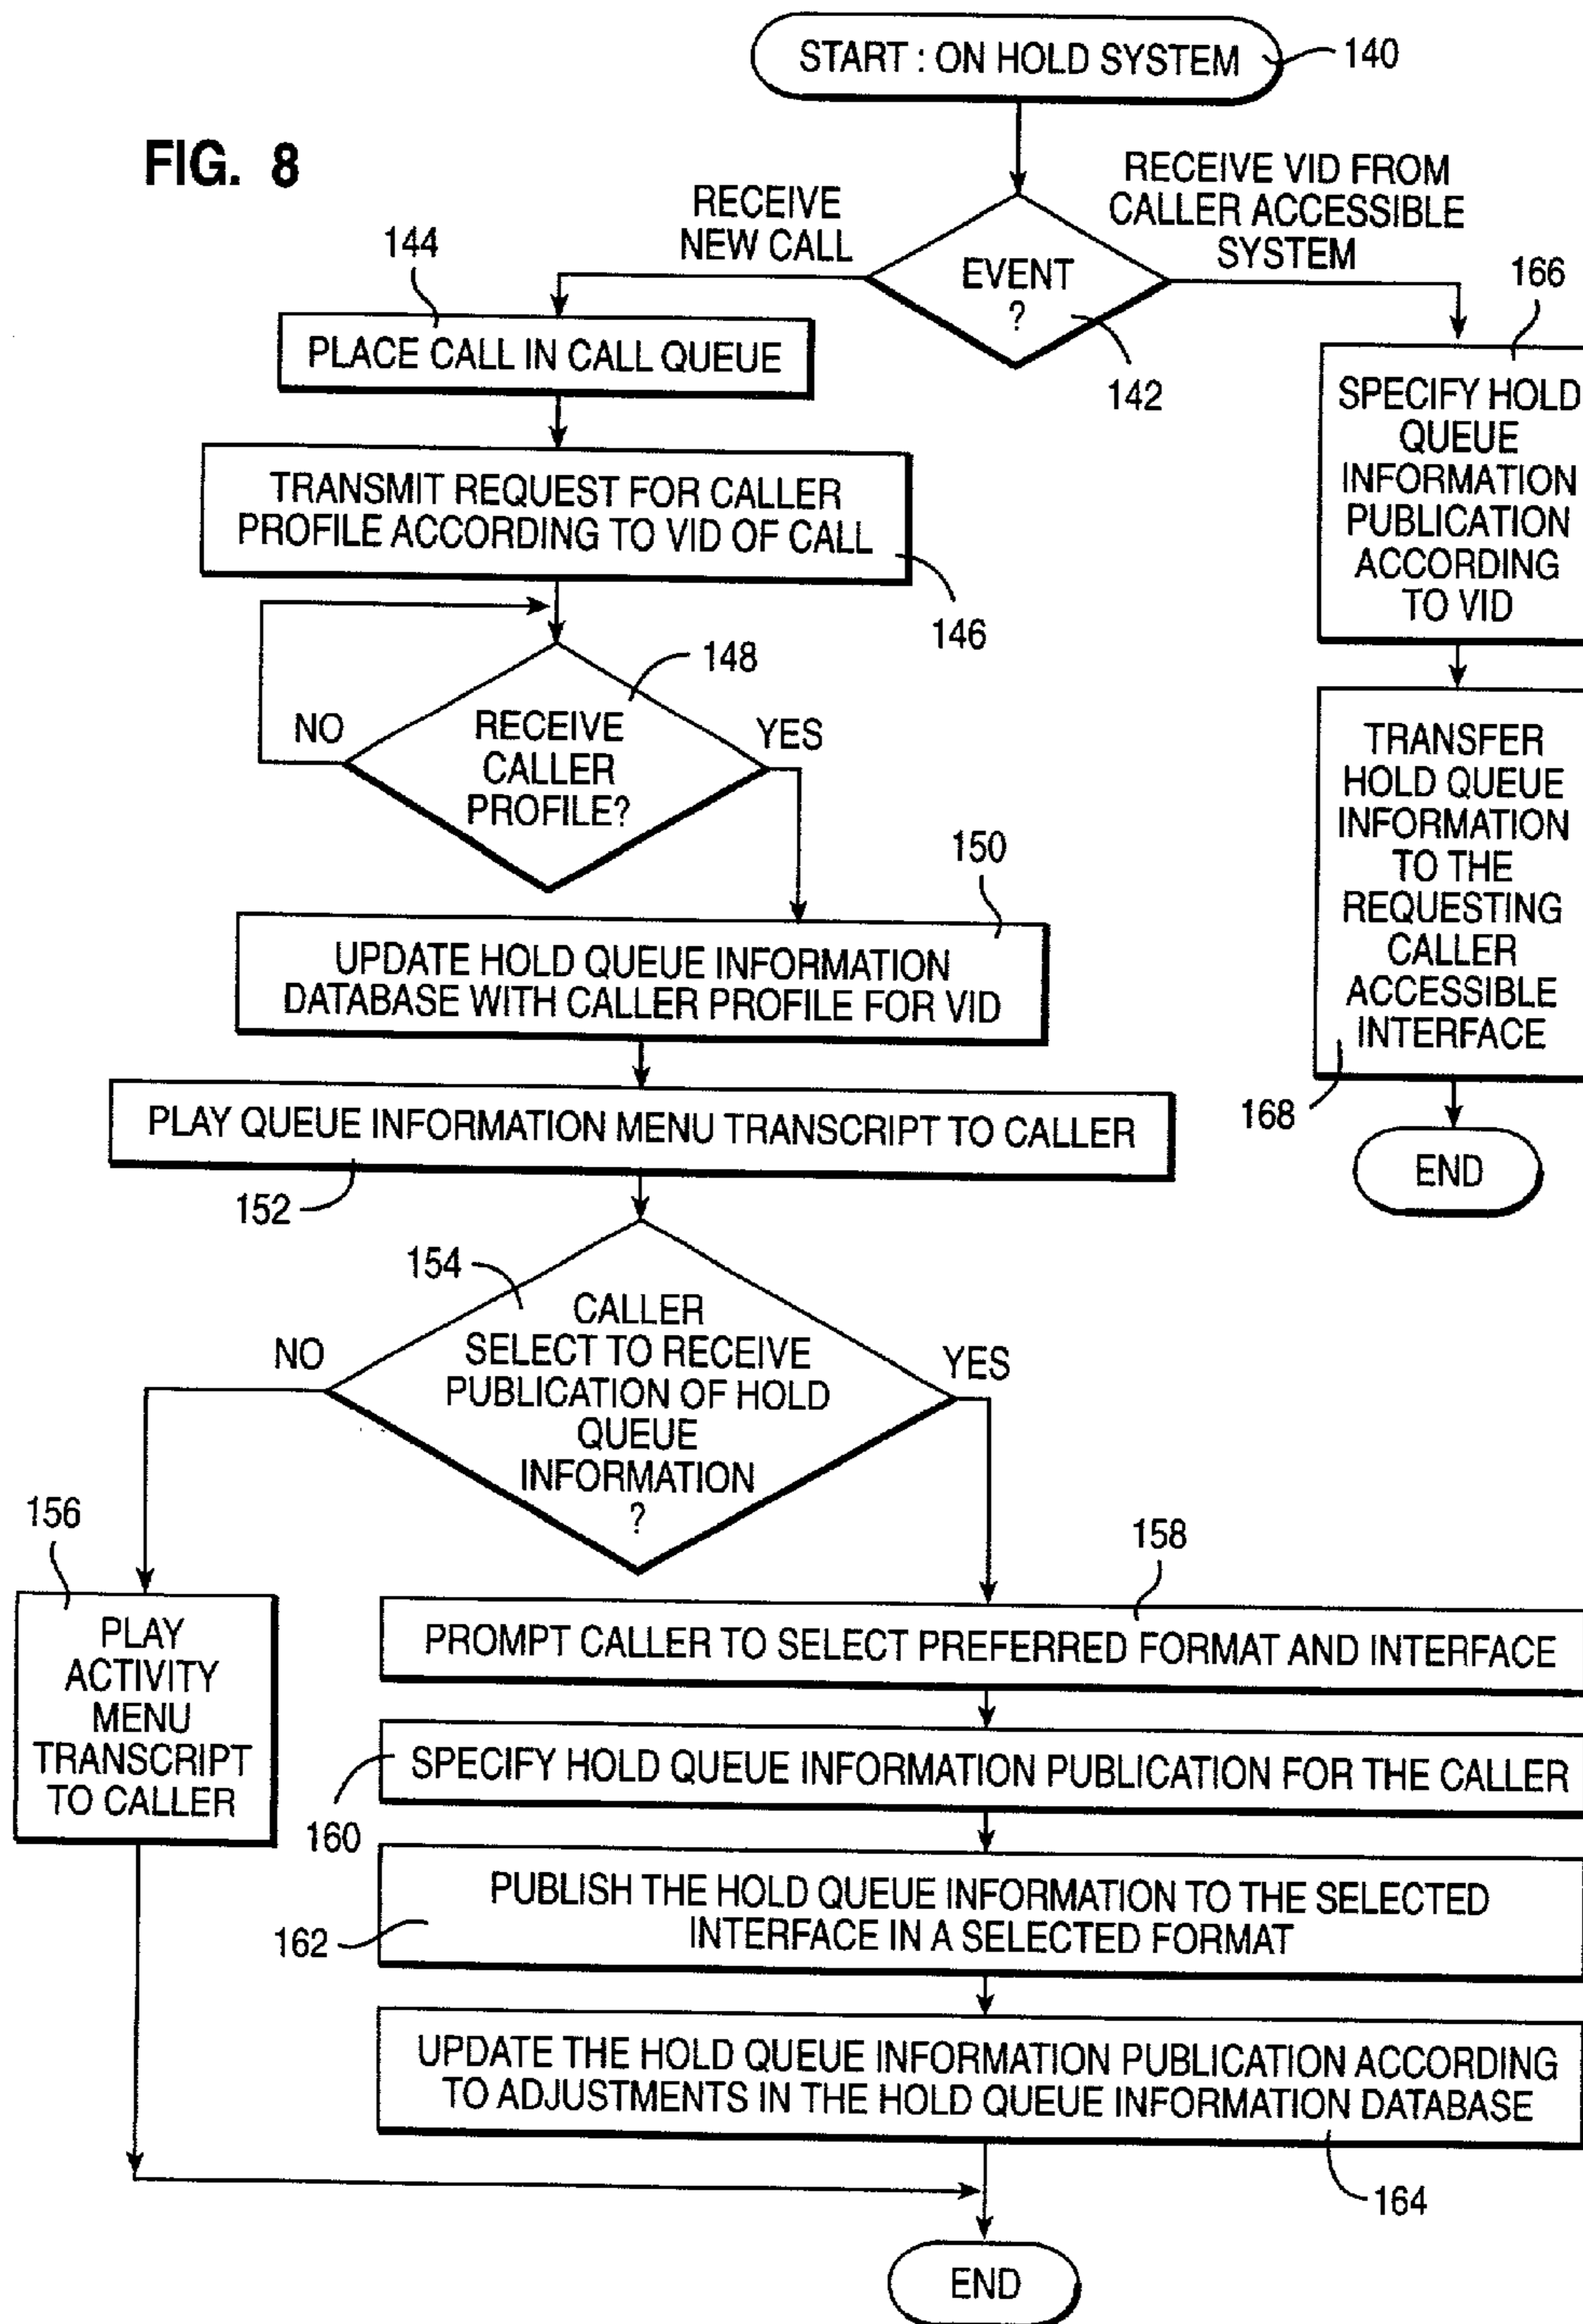 START : ON HOLD SYSTEM
140
FIG. 8
RECEIVE
NEW CALL
RECEIVE VID FROM
CALLER ACCESSIBLE
SYSTEM
EVENT
?
142
144
PLACE CALL IN CALL QUEUE
TRANSMIT REQUEST FOR CALLER
PROFILE ACCORDING TO VID OF CALL
146
148
NO
RECEIVE
CALLER
PROFILE?
YES
150
UPDATE HOLD QUEUE INFORMATION
DATABASE WITH CALLER PROFILE FOR VID
PLAY QUEUE INFORMATION MENU TRANSCRIPT TO CALLER
152
154
CALLER
SELECT TO RECEIVE
PUBLICATION OF HOLD
QUEUE
INFORMATION
?
NO
YES
156
PLAY
ACTIVITY
MENU
TRANSCRIPT
TO CALLER
158
PROMPT CALLER TO SELECT PREFERRED FORMAT AND INTERFACE
SPECIFY HOLD QUEUE INFORMATION PUBLICATION FOR THE CALLER
160
PUBLISH THE HOLD QUEUE INFORMATION TO THE SELECTED
INTERFACE IN A SELECTED FORMAT
162
UPDATE THE HOLD QUEUE INFORMATION PUBLICATION ACCORDING
TO ADJUSTMENTS IN THE HOLD QUEUE INFORMATION DATABASE
164
END
166
SPECIFY HOLD
QUEUE
INFORMATION
PUBLICATION
ACCORDING
TO VID
TRANSFER
HOLD QUEUE
INFORMATION
TO THE
REQUESTING
CALLER
ACCESSIBLE
INTERFACE
168
END